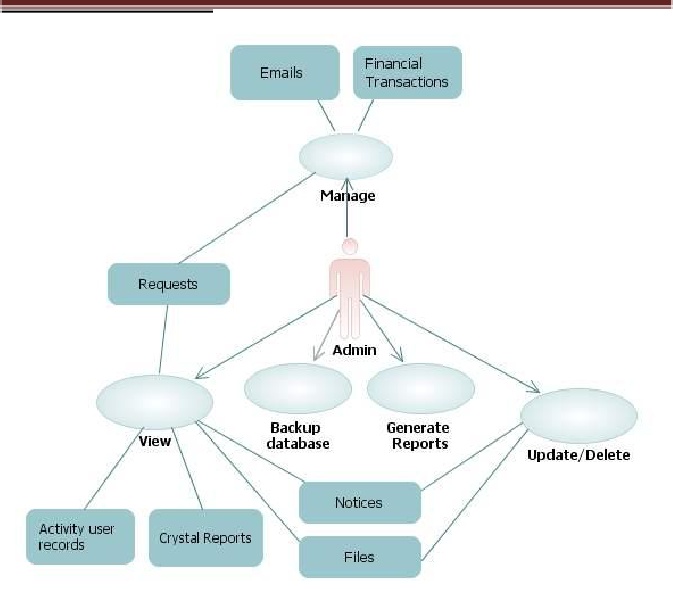 Emails
Financial
Transactions
Manage
Requests
Admin
Backup
database
Generate
Reports
View
Update/Delete
Notices
Activity user
records
Crystal Reports
Files